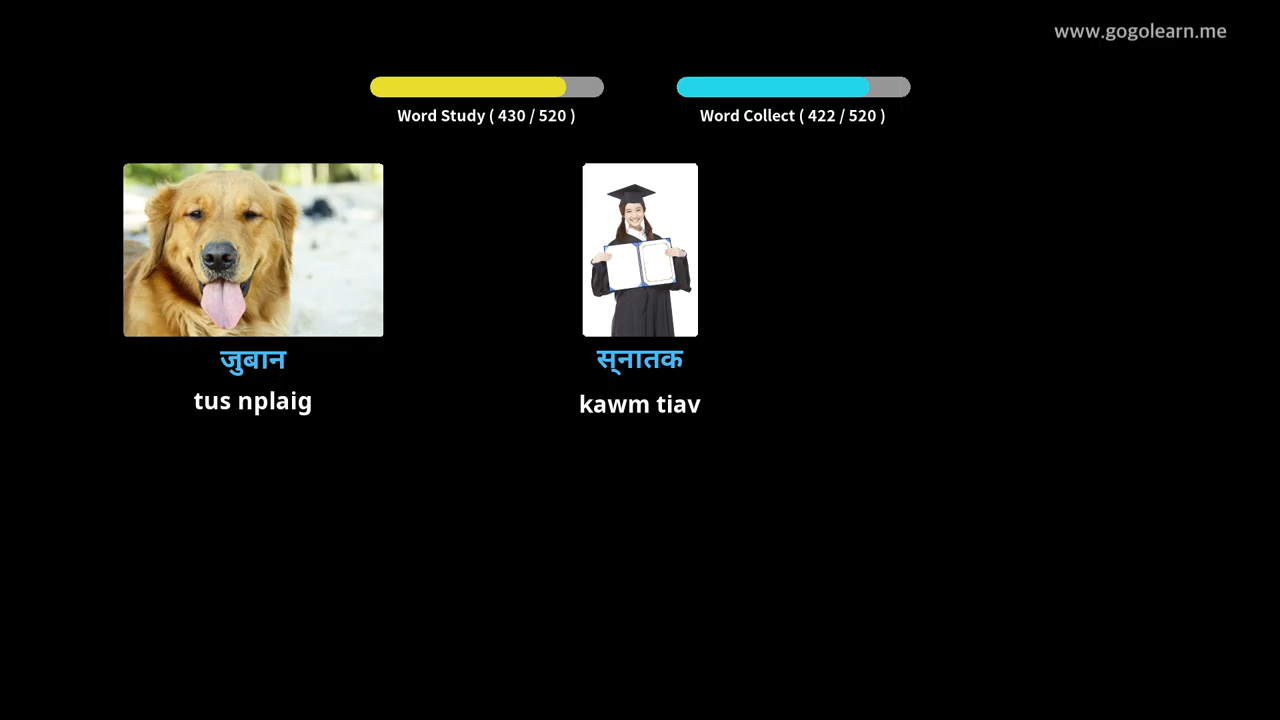 www.gogolearn.me
Word Study ( 430 / 520 )
Word Collect ( 422 / 520 )
जुबान
स्नातक
tus nplaig
kawm tiav